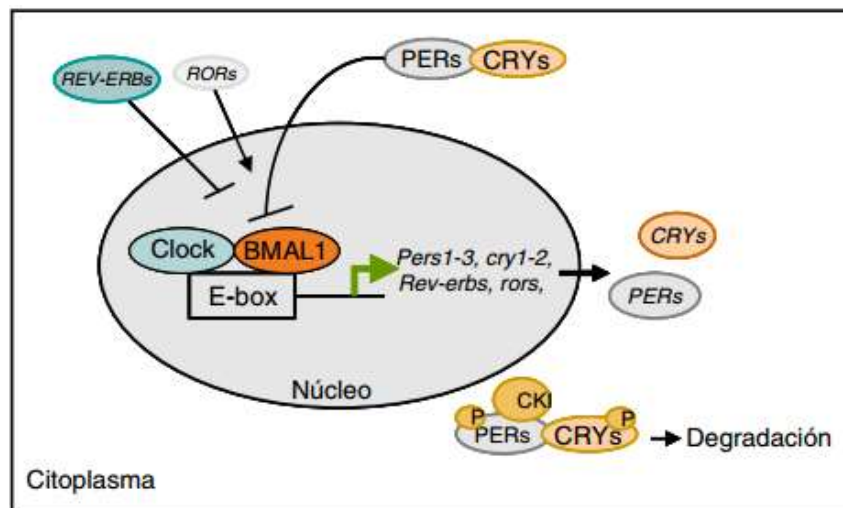 REV-ERBs
RORs
PERs
CRYs
Clock
BMAL1
E-box
Pers1-3, cry1-2,
Rev-erbs, rors,
CRYs
PERs
Núcleo
CKI
P
P
PERs
CRYs
Degradación
Citoplasma